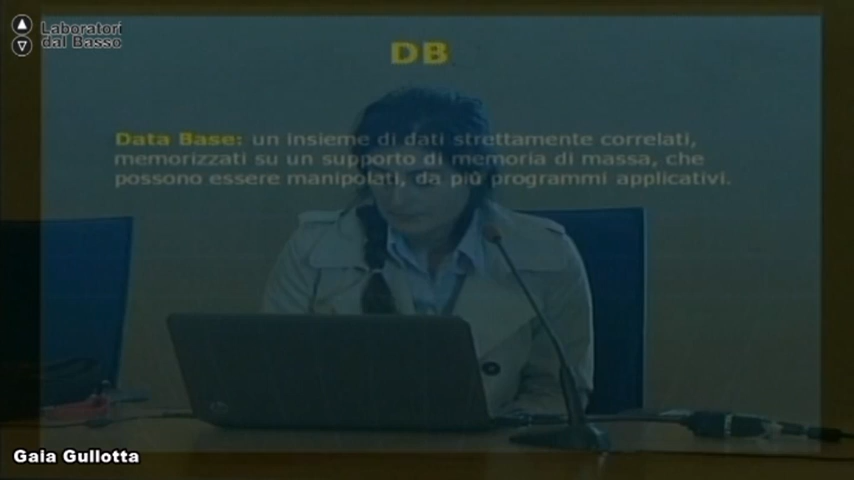 Laboratori
dal Basso
DB
Data Base: un insieme di dati strettamente correlati,
memorizzati su un supporto di memoria di massa, che
possono essere manipolati, da più programmi applicativi.
Gaia Gullotta